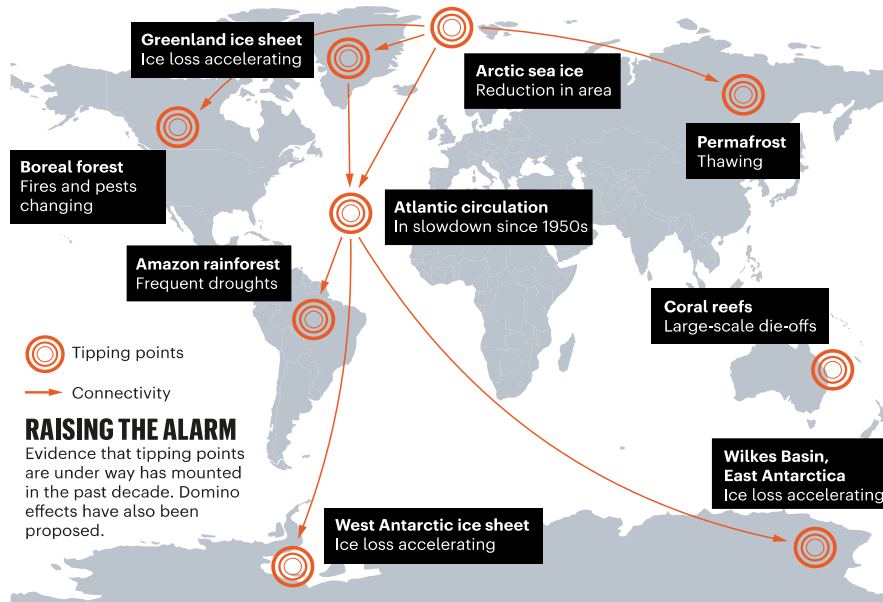 Greenland ice sheet
Ice loss accelerating
Arctic sea ice
Reduction in area
Permafrost
Thawing
Boreal forest
Fires and pests
changing
Atlantic circulation
In slowdown since 1950s
Amazon rainforest
Frequent droughts
Coral reefs
Large-scale die-offs
Tipping points
Connectivity
RAISING THE ALARM
Evidence that tipping points
are under way has mounted
in the past decade. Domino
effects have also been
proposed.
Wilkes Basin,
East Antarctica
Ice loss accelerating
West Antarctic ice sheet
Ice loss accelerating